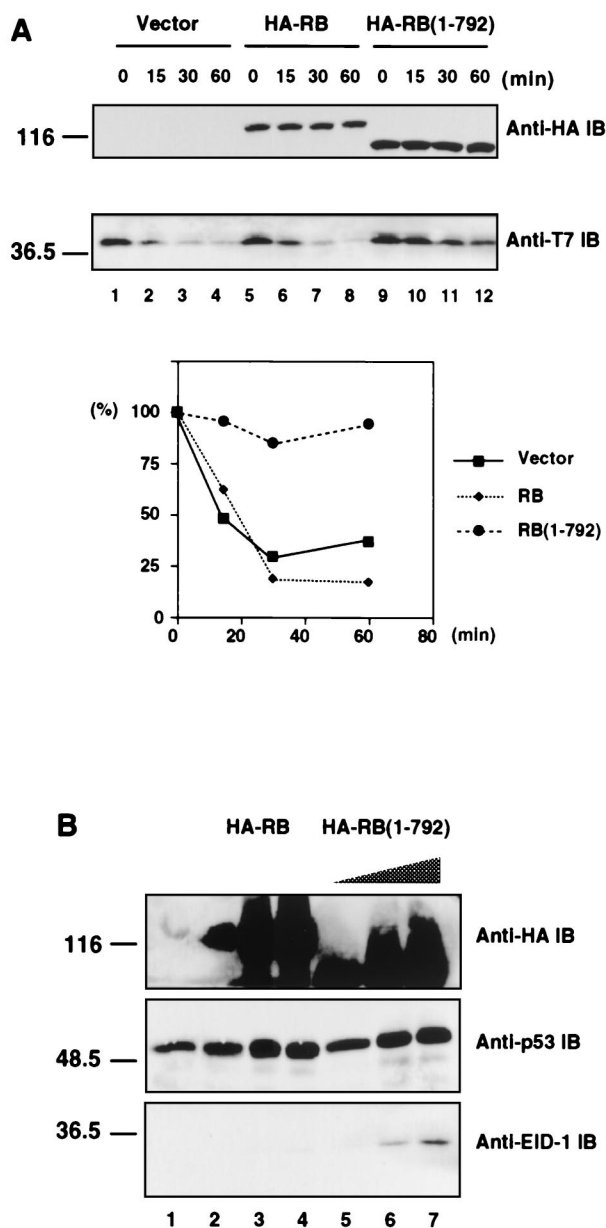 A
Vector HA-RB HA-RB(1-792)
0 15 30 60 0 15 30 60 0 15 30 60 (min)
116 Anti-HA IB
36.5 Anti-T7 IB
1 2 3 4 5 6 7 8 9 10 11 12
(%)
100
75
50
25
0
0 20 40 60 80 (min)
Vector
RB
RB(1-792)
B
HA-RB HA-RB(1-792)
116 Anti-HA IB
48.5 Anti-p53 IB
36.5 Anti-EID-1 IB
1 2 3 4 5 6 7